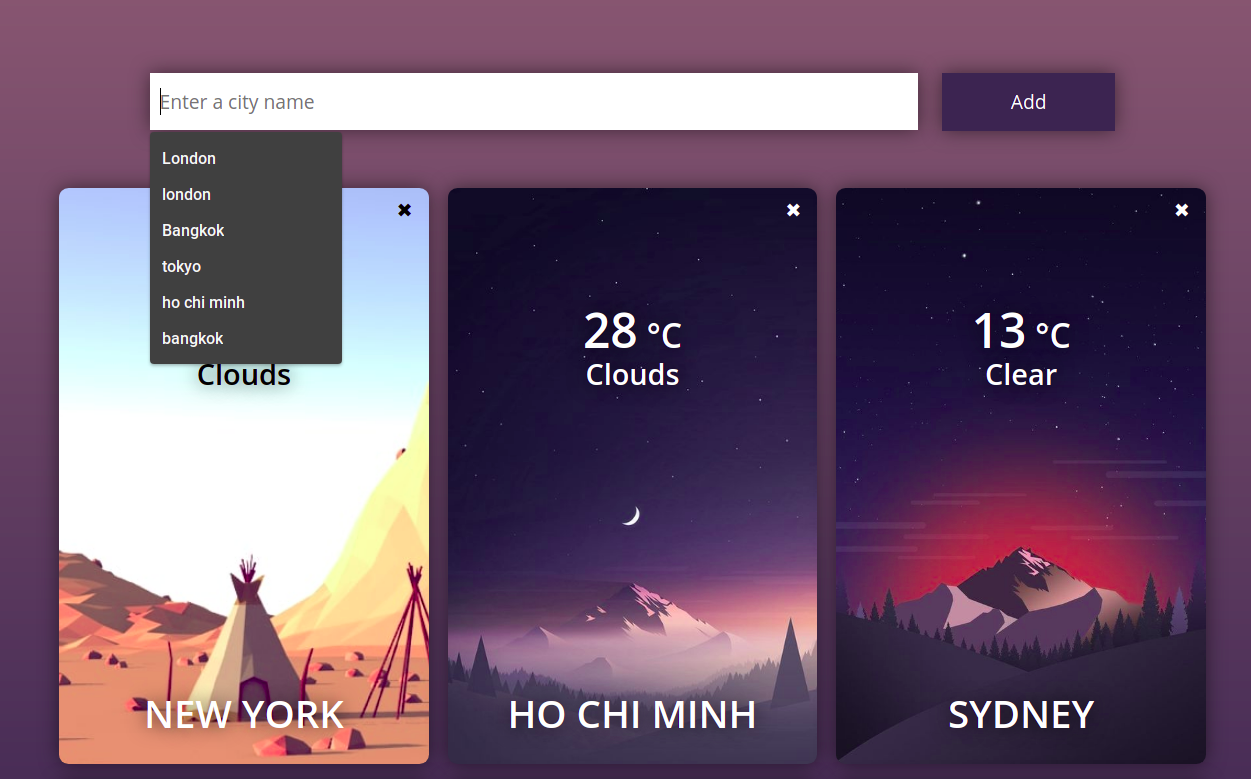 Enter a city name
Add
London
london
Bangkok
tokyo
ho chi minh
bangkok
✖
Clouds
NEW YORK
✖
28 °C
Clouds
HO CHI MINH
✖
13 °C
Clear
SYDNEY